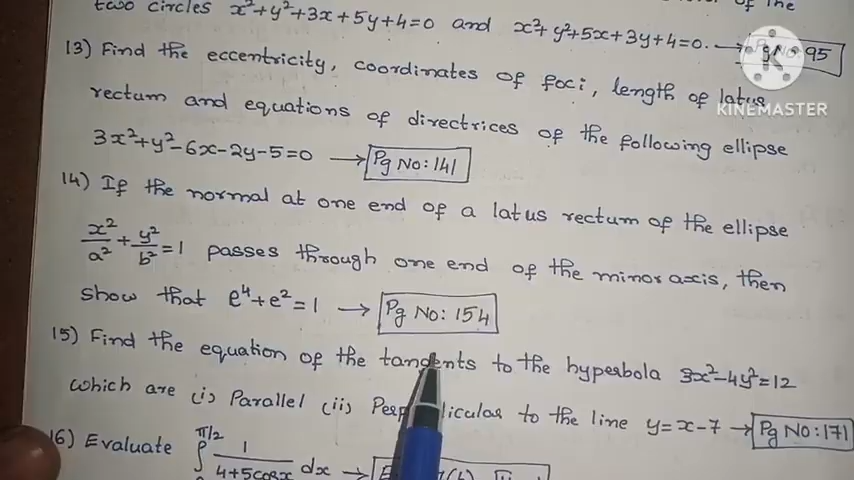 two circles x²+y²+3x+5y+4=0 and x²+y²+5x+3y+4=0. → 95
13) Find the eccentricity, coordinates of foci, length of latus
KINEMASTER
rectum and equations of directrices of the following ellipse
3x²+y²-6x-2y-5=0 → Pg No: 141
14) If the normal at one end of a latus rectum of the ellipse
x²/a² + y²/b² = 1 passes through one end of the minor axis, then
show that e⁴+e²=1 → Pg No: 154
15) Find the equation of the tangents to the hyperbola 3x²-4y²=12
which are (i) Parallel (ii) Perpendicular to the line y=x-7 → Pg No: 171
16) Evaluate ∫ π/2 1/(4+5cosx) dx →